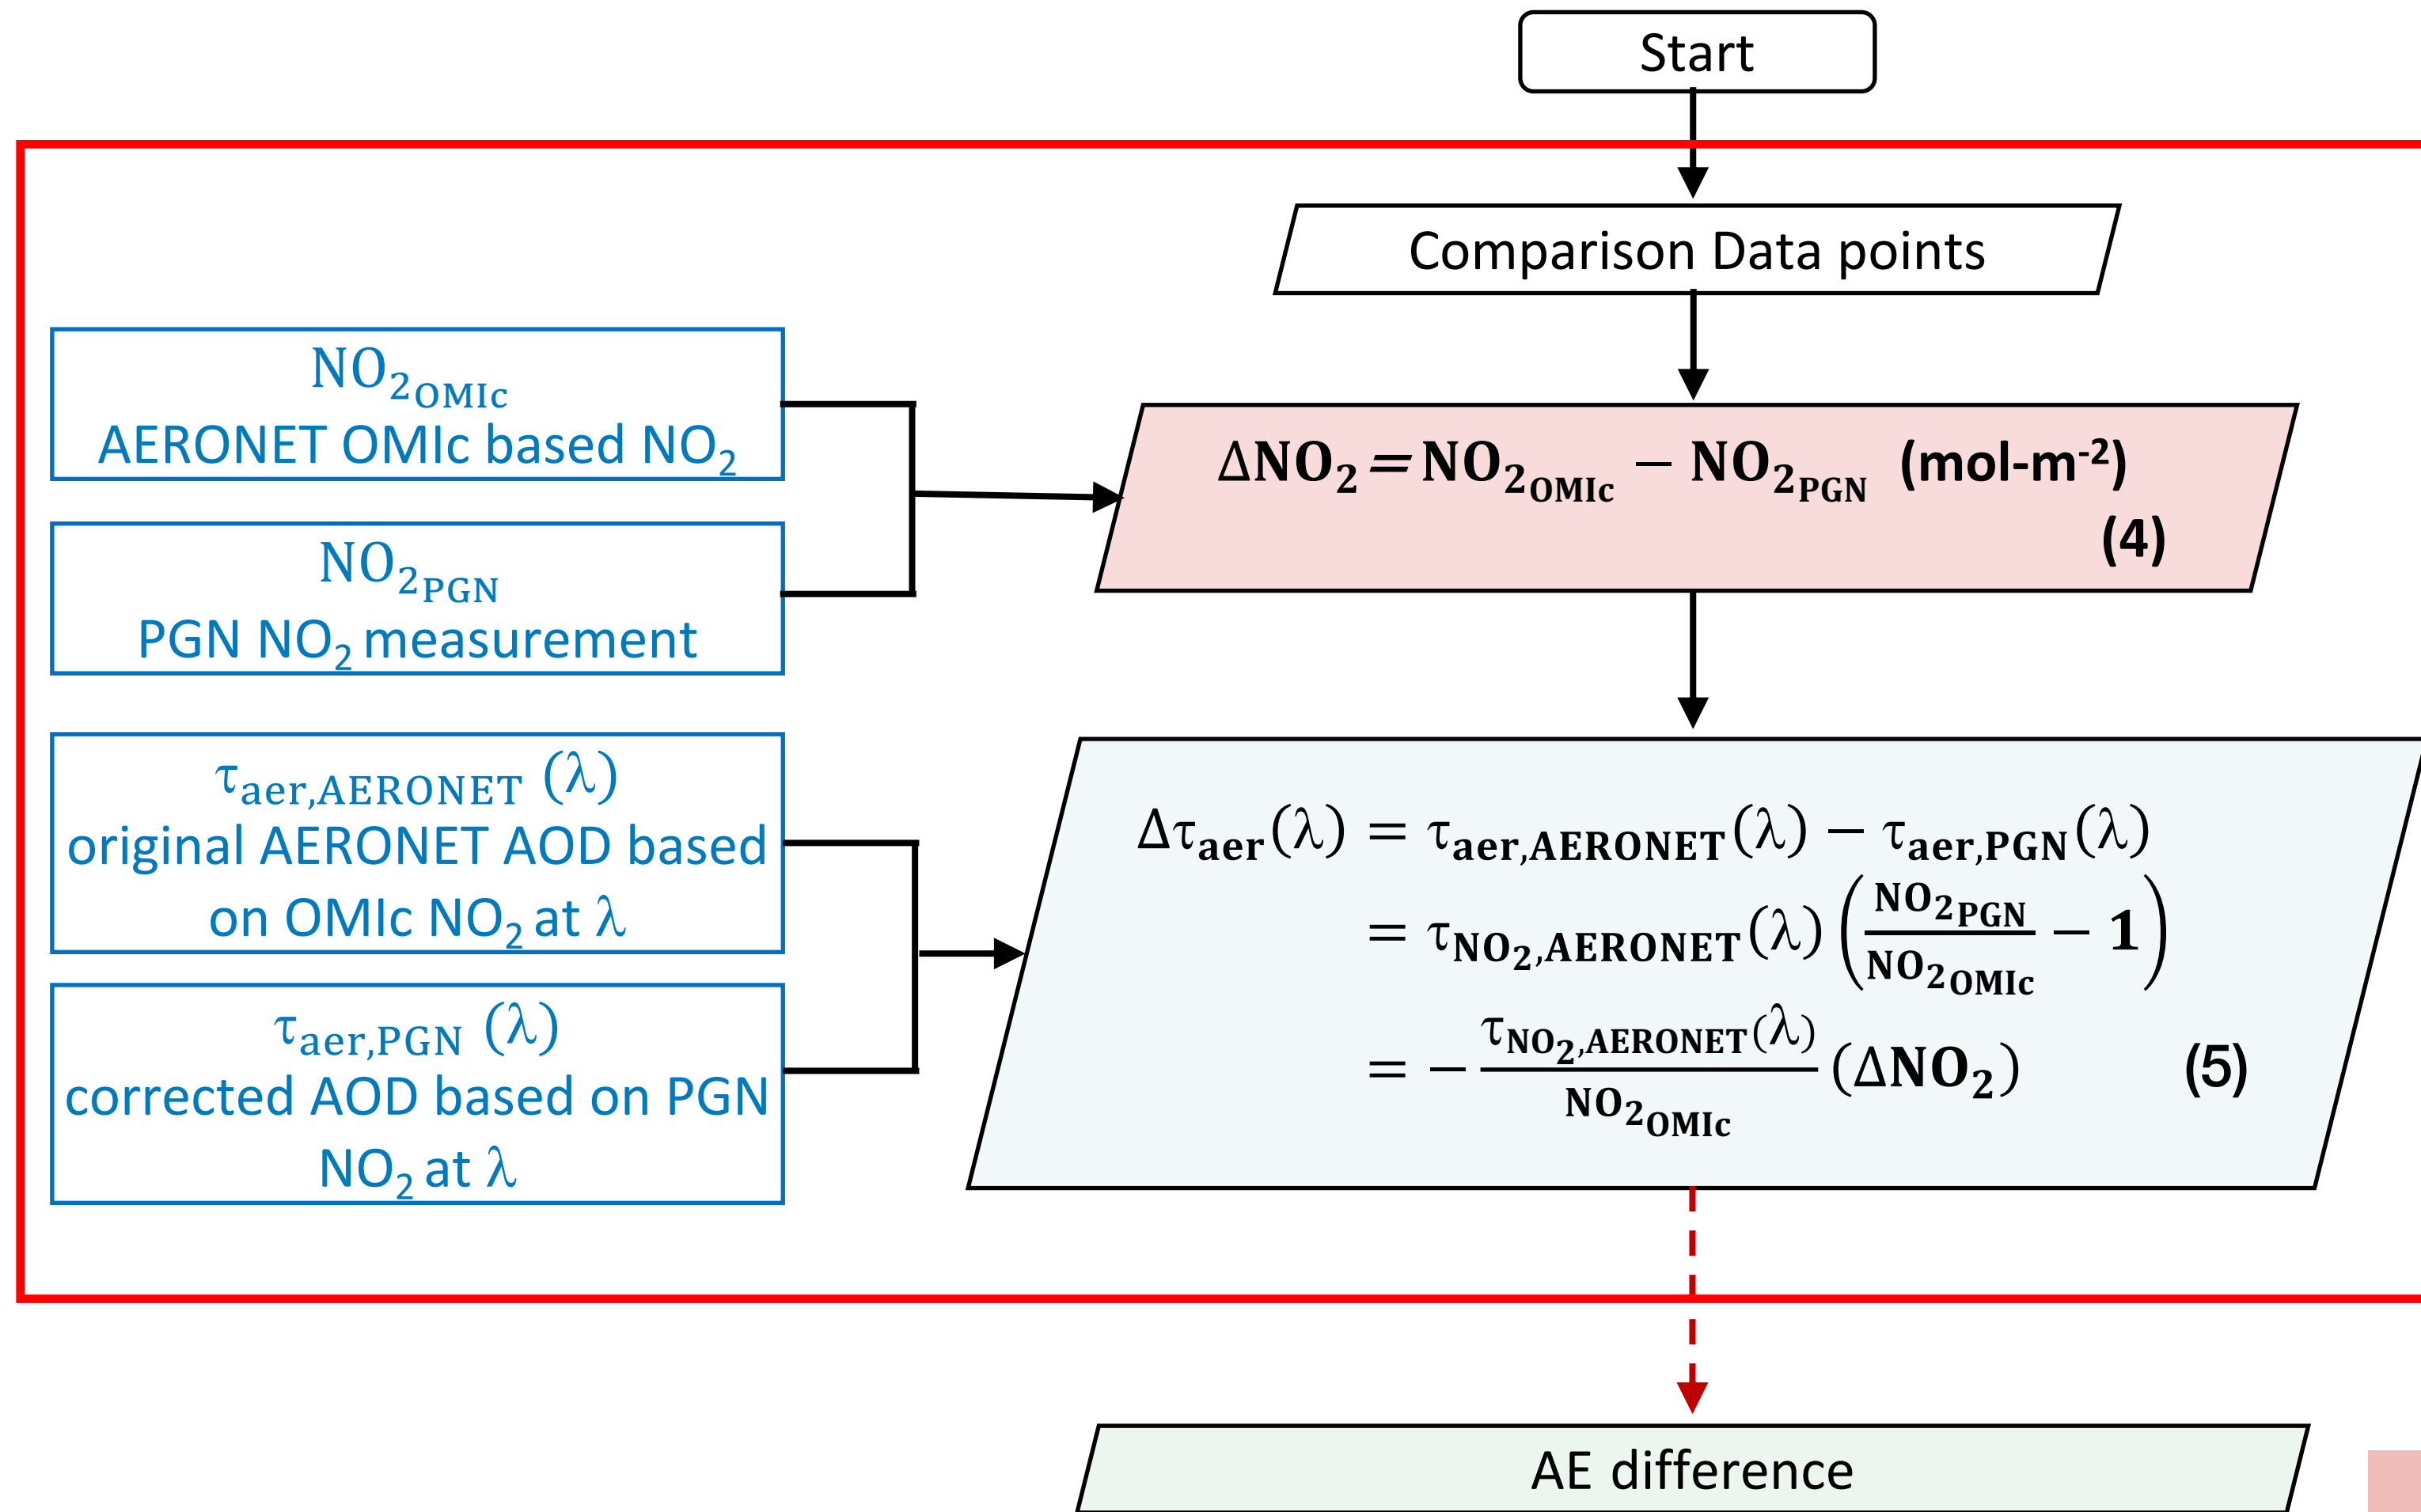 Start
Comparison Data points
NO₂OMIc
AERONET OMIc based NO₂
NO₂PGN
PGN NO₂ measurement
ΔNO₂ = NO₂OMIc − NO₂PGN (mol-m⁻²)
(4)
τaer,AERONET (λ)
original AERONET AOD based
on OMIc NO₂ at λ
τaer,PGN (λ)
corrected AOD based on PGN
NO₂ at λ
Δτaer(λ) = τaer,AERONET(λ) − τaer,PGN(λ)
= τNO₂,AERONET(λ) (NO₂PGN / NO₂OMIc − 1)
= − τNO₂,AERONET(λ) / NO₂OMIc (ΔNO₂) (5)
AE difference